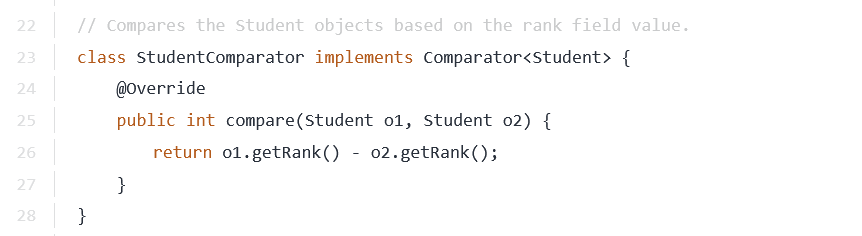 22 // Compares the Student objects based on the rank field value.
23 class StudentComparator implements Comparator<Student> {
24     @Override
25     public int compare(Student o1, Student o2) {
26         return o1.getRank() - o2.getRank();
27     }
28 }